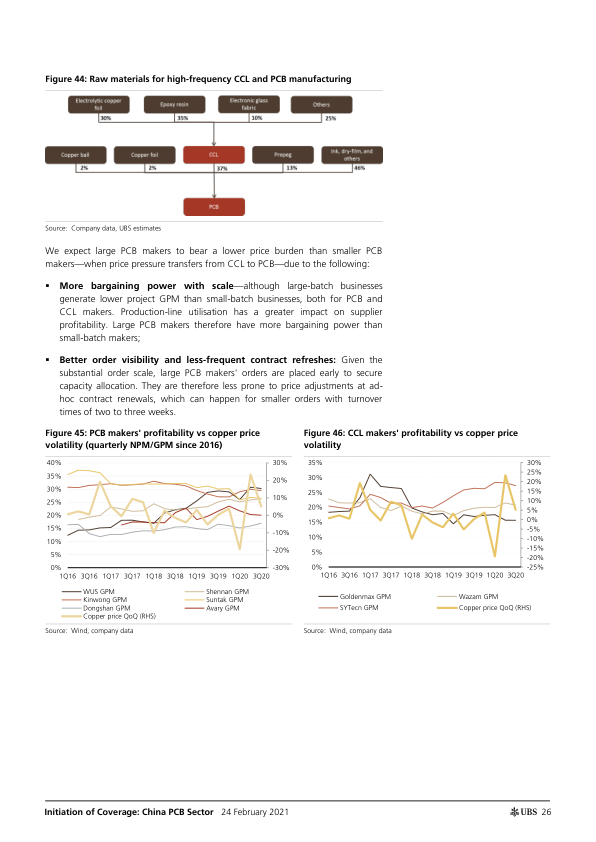 Figure 44: Raw materials for high-frequency CCL and PCB manufacturing
Electrolytic copper
foil
Epoxy resin
Electronic glass
fabric
Others
30%
35%
10%
25%
Copper ball
Copper foil
CCL
Prepeg
Ink, dry-film, and
others
2%
2%
37%
13%
46%
PCB
Source: Company data, UBS estimates
We expect large PCB makers to bear a lower price burden than smaller PCB
makers—when price pressure transfers from CCL to PCB—due to the following:
▪ More bargaining power with scale—although large-batch businesses
generate lower project GPM than small-batch businesses, both for PCB and
CCL makers. Production-line utilisation has a greater impact on supplier
profitability. Large PCB makers therefore have more bargaining power than
small-batch makers;
▪ Better order visibility and less-frequent contract refreshes: Given the
substantial order scale, large PCB makers' orders are placed early to secure
capacity allocation. They are therefore less prone to price adjustments at ad-
hoc contract renewals, which can happen for smaller orders with turnover
times of two to three weeks.
Figure 45: PCB makers' profitability vs copper price
volatility (quarterly NPM/GPM since 2016)
40%
35%
30%
25%
20%
15%
10%
5%
0%
30%
20%
10%
0%
-10%
-20%
-30%
1Q16 3Q16 1Q17 3Q17 1Q18 3Q18 1Q19 3Q19 1Q20 3Q20
WUS GPM
Shennan GPM
Kinwong GPM
Suntak GPM
Dongshan GPM
Avary GPM
Copper price QoQ (RHS)
Source: Wind, company data
Figure 46: CCL makers' profitability vs copper price
volatility
35%
30%
25%
20%
15%
10%
5%
0%
30%
25%
20%
15%
10%
5%
0%
-5%
-10%
-15%
-20%
-25%
1Q16 3Q16 1Q17 3Q17 1Q18 3Q18 1Q19 3Q19 1Q20 3Q20
Goldenmax GPM
Wazam GPM
SYTecn GPM
Copper price QoQ (RHS)
Source: Wind, company data
Initiation of Coverage: China PCB Sector 24 February 2021
UBS 26